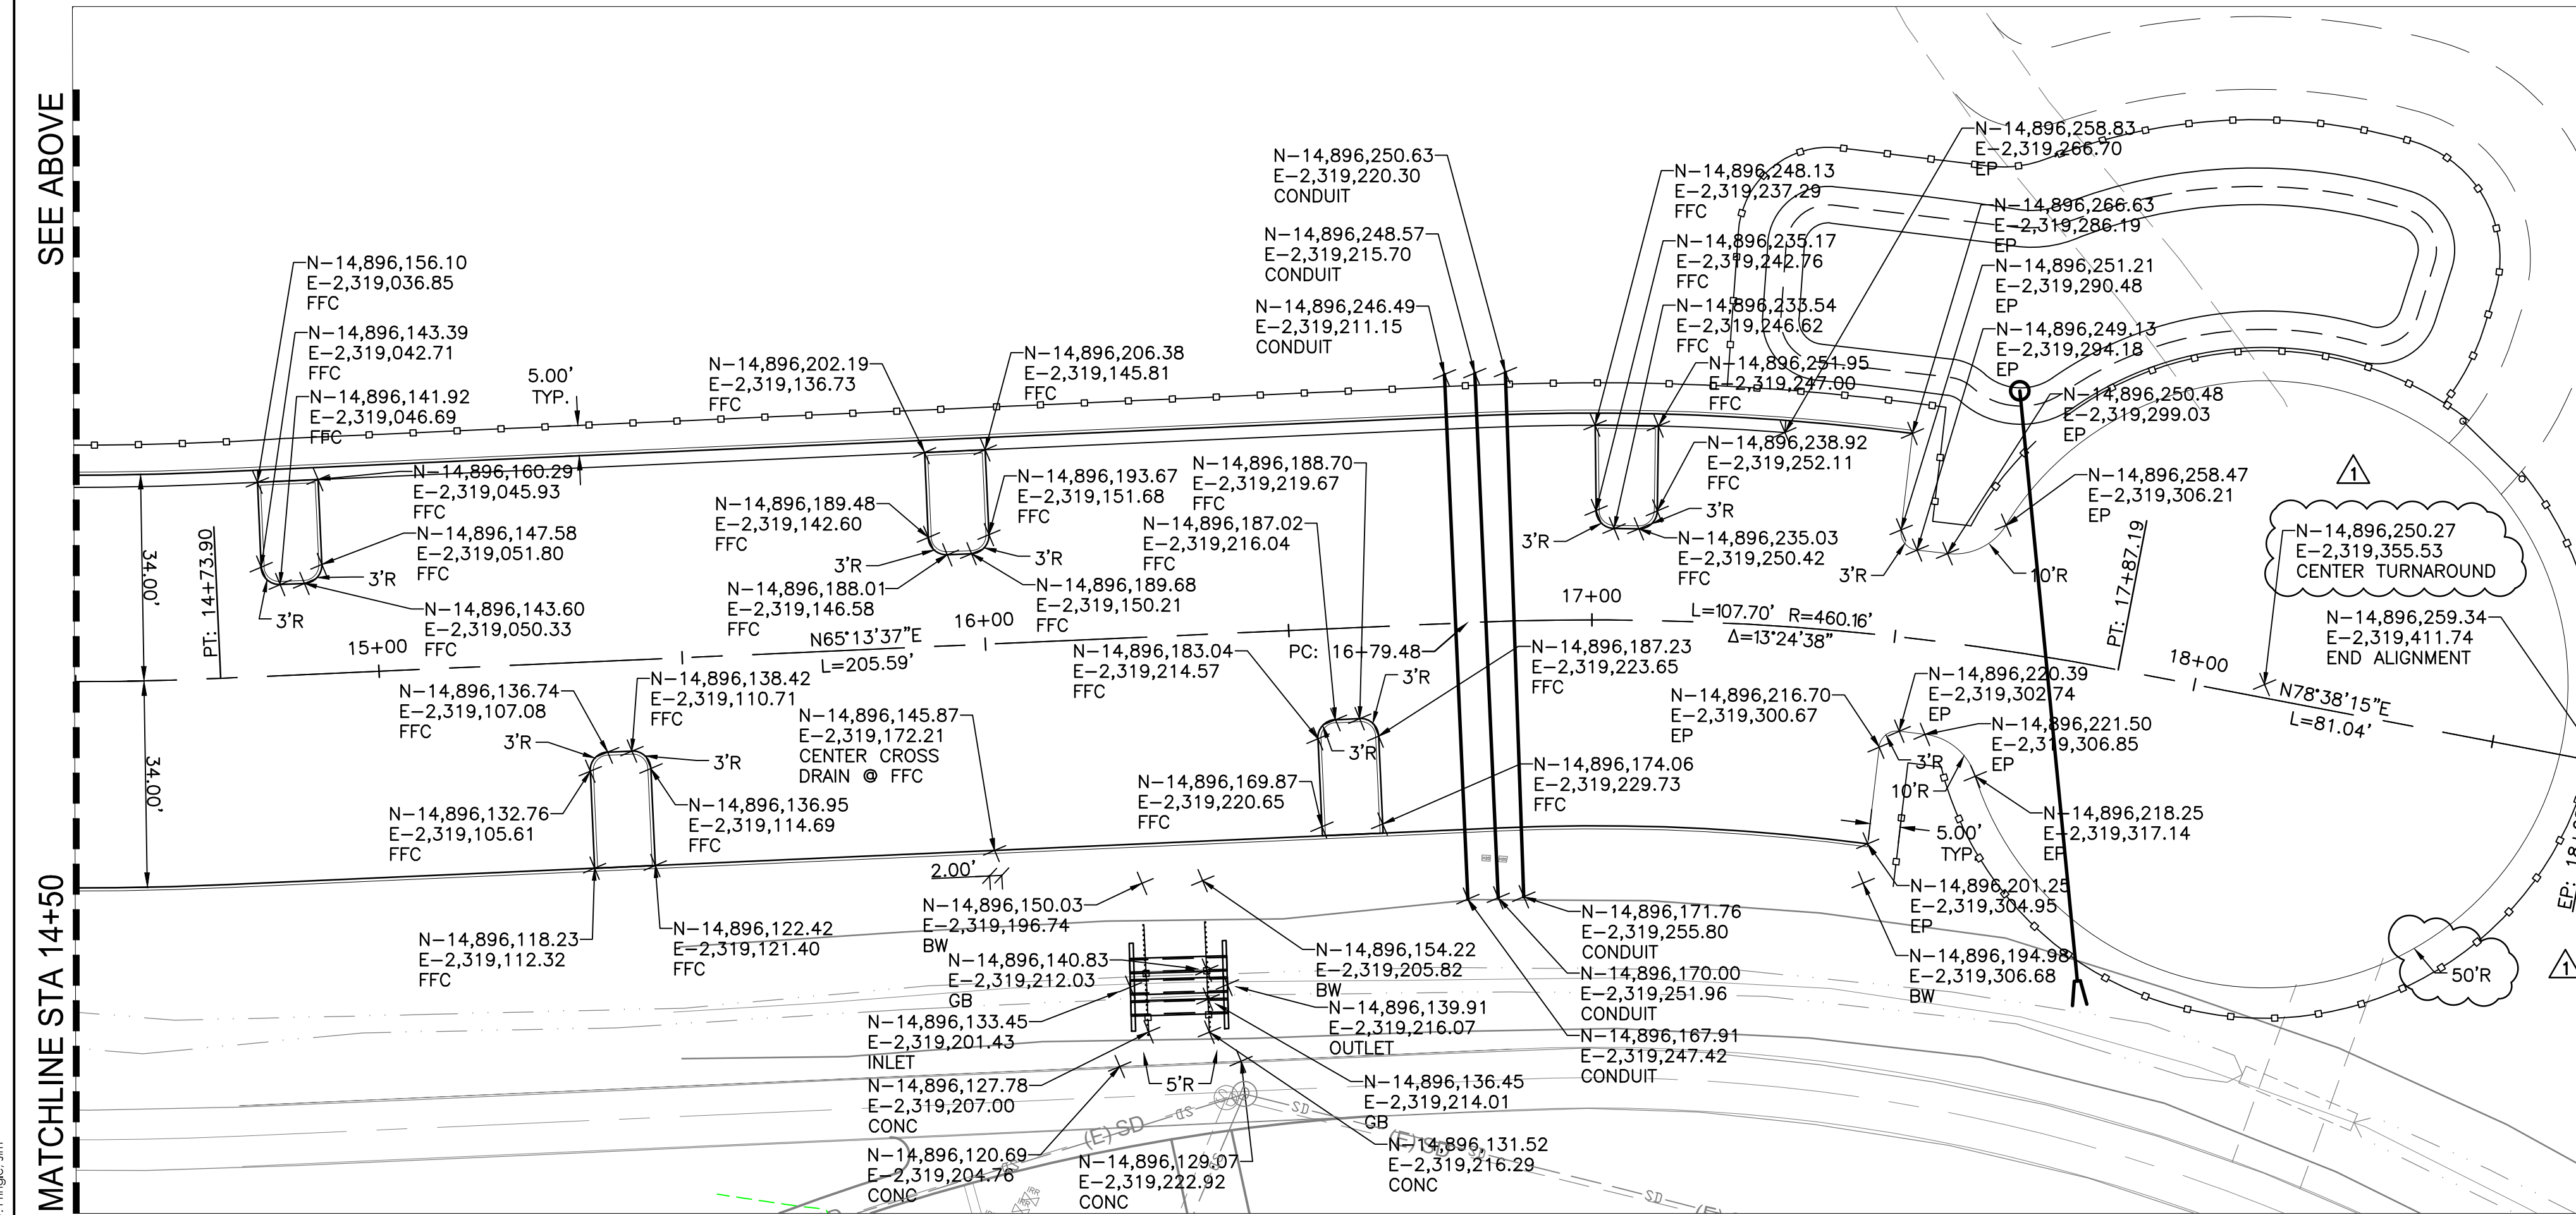 SEE ABOVE
MATCHLINE STA 14+50
N-14,896,156.10
E-2,319,036.85
FFC
N-14,896,143.39
E-2,319,042.71
FFC
N-14,896,141.92
E-2,319,046.69
FFC
5.00'
TYP.
N-14,896,160.29
E-2,319,045.93
FFC
N-14,896,147.58
E-2,319,051.80
FFC
3'R
3'R
N-14,896,143.60
E-2,319,050.33
FFC
34.00'
34.00'
PT: 14+73.90
15+00
N-14,896,202.19
E-2,319,136.73
FFC
N-14,896,206.38
E-2,319,145.81
FFC
N-14,896,189.48
E-2,319,142.60
FFC
N-14,896,193.67
E-2,319,151.68
FFC
3'R
3'R
N-14,896,188.01
E-2,319,146.58
FFC
N-14,896,189.68
E-2,319,150.21
FFC
16+00
N65°13'37"E
L=205.59'
N-14,896,136.74
E-2,319,107.08
FFC
N-14,896,138.42
E-2,319,110.71
FFC
3'R
3'R
N-14,896,132.76
E-2,319,105.61
FFC
N-14,896,136.95
E-2,319,114.69
FFC
N-14,896,118.23
E-2,319,112.32
FFC
N-14,896,122.42
E-2,319,121.40
FFC
N-14,896,145.87
E-2,319,172.21
CENTER CROSS
DRAIN @ FFC
2.00'
N-14,896,250.63
E-2,319,220.30
CONDUIT
N-14,896,248.57
E-2,319,215.70
CONDUIT
N-14,896,246.49
E-2,319,211.15
CONDUIT
N-14,896,188.70
E-2,319,219.67
FFC
N-14,896,187.02
E-2,319,216.04
FFC
N-14,896,183.04
E-2,319,214.57
FFC
PC: 16+79.48
N-14,896,187.23
E-2,319,223.65
FFC
3'R
3'R
N-14,896,169.87
E-2,319,220.65
FFC
N-14,896,174.06
E-2,319,229.73
FFC
17+00
L=107.70' R=460.16'
Δ=13°24'38"
N-14,896,248.13
E-2,319,237.29
FFC
N-14,896,235.17
E-2,319,242.76
FFC
N-14,896,233.54
E-2,319,246.62
FFC
N-14,896,251.95
E-2,319,247.00
FFC
N-14,896,238.92
E-2,319,252.11
FFC
3'R
3'R
N-14,896,235.03
E-2,319,250.42
FFC
N-14,896,258.83
E-2,319,266.70
EP
N-14,896,266.63
E-2,319,286.19
EP
N-14,896,251.21
E-2,319,290.48
EP
N-14,896,249.13
E-2,319,294.18
EP
N-14,896,250.48
E-2,319,299.03
EP
N-14,896,258.47
E-2,319,306.21
EP
3'R
10'R
PT: 17+87.19
1
N-14,896,250.27
E-2,319,355.53
CENTER TURNAROUND
N-14,896,259.34
E-2,319,411.74
END ALIGNMENT
18+00
N78°38'15"E
L=81.04'
N-14,896,216.70
E-2,319,300.67
EP
N-14,896,220.39
E-2,319,302.74
EP
N-14,896,221.50
E-2,319,306.85
EP
3'R
10'R
N-14,896,218.25
E-2,319,317.14
EP
5.00'
TYP.
N-14,896,201.25
E-2,319,304.95
EP
N-14,896,194.98
E-2,319,306.68
BW
50'R
1
N-14,896,150.03
E-2,319,196.74
BW
N-14,896,140.83
E-2,319,212.03
GB
N-14,896,133.45
E-2,319,201.43
INLET
N-14,896,127.78
E-2,319,207.00
CONC
N-14,896,120.69
E-2,319,204.76
CONC
5'R
N-14,896,129.07
E-2,319,222.92
CONC
N-14,896,154.22
E-2,319,205.82
BW
N-14,896,139.91
E-2,319,216.07
OUTLET
N-14,896,136.45
E-2,319,214.01
GB
N-14,896,131.52
E-2,319,216.29
CONC
N-14,896,171.76
E-2,319,255.80
CONDUIT
N-14,896,170.00
E-2,319,251.96
CONDUIT
N-14,896,167.91
E-2,319,247.42
CONDUIT
(E) SD
SD
SD
(E) SD
SD
SD
SD
SD